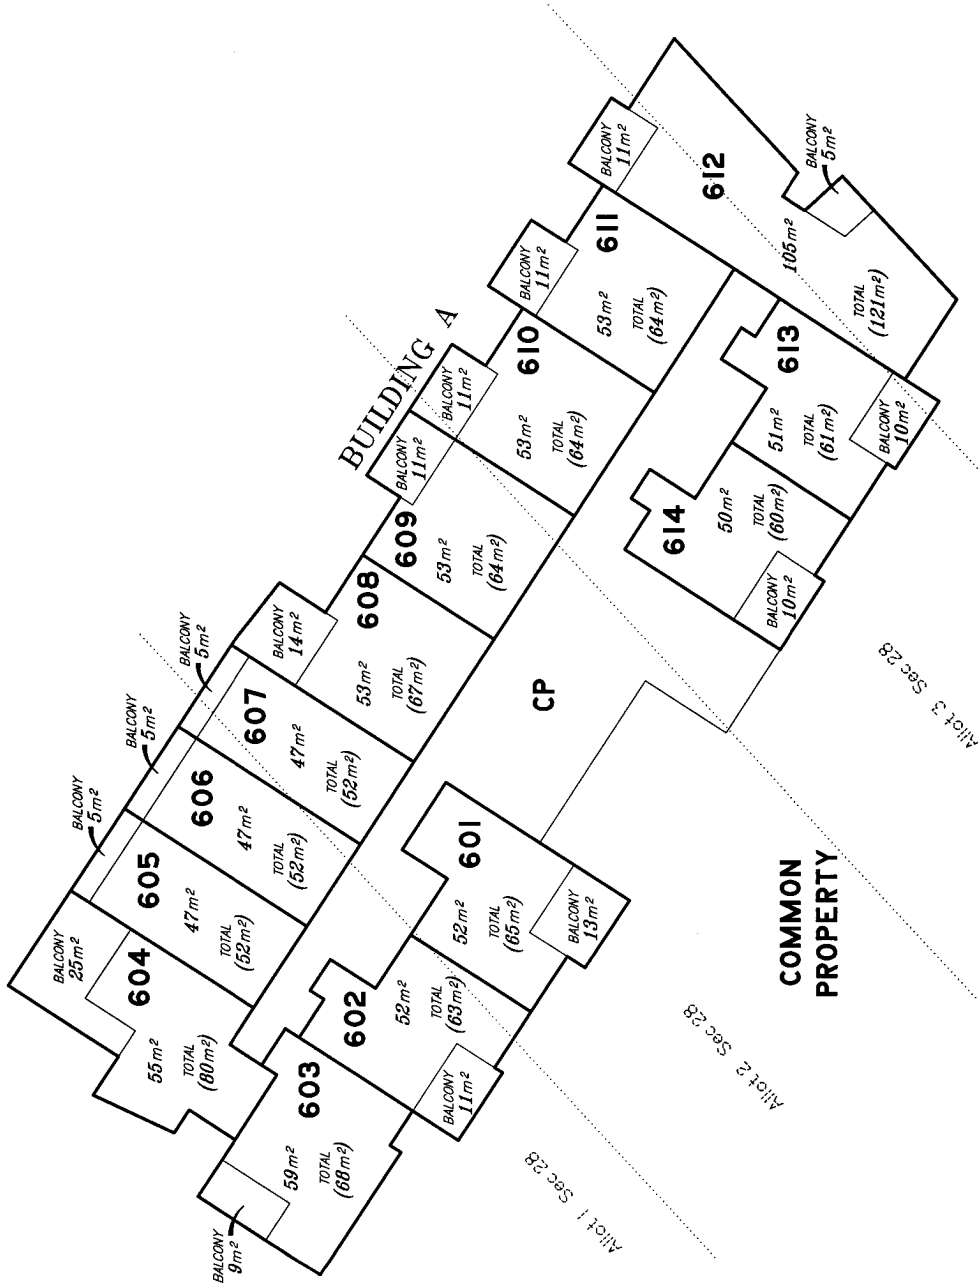 BUILDING A
BALCONY
11m²
612
105m²
TOTAL
(121m²)
BALCONY
5m²
611
BALCONY
11m²
53m²
TOTAL
(64m²)
610
BALCONY
11m²
53m²
TOTAL
(64m²)
BALCONY
11m²
609
53m²
TOTAL
(64m²)
608
BALCONY
14m²
53m²
TOTAL
(67m²)
BALCONY
5m²
607
47m²
TOTAL
(52m²)
BALCONY
5m²
606
47m²
TOTAL
(52m²)
BALCONY
5m²
605
47m²
TOTAL
(52m²)
BALCONY
25m²
604
55m²
TOTAL
(80m²)
603
59m²
TOTAL
(68m²)
BALCONY
9m²
602
52m²
TOTAL
(63m²)
BALCONY
11m²
601
52m²
TOTAL
(65m²)
BALCONY
13m²
CP
613
51m²
TOTAL
(61m²)
BALCONY
10m²
614
50m²
TOTAL
(60m²)
BALCONY
10m²
COMMON
PROPERTY
Allot 1 Sec 28
Allot 2 Sec 28
Allot 3 Sec 28